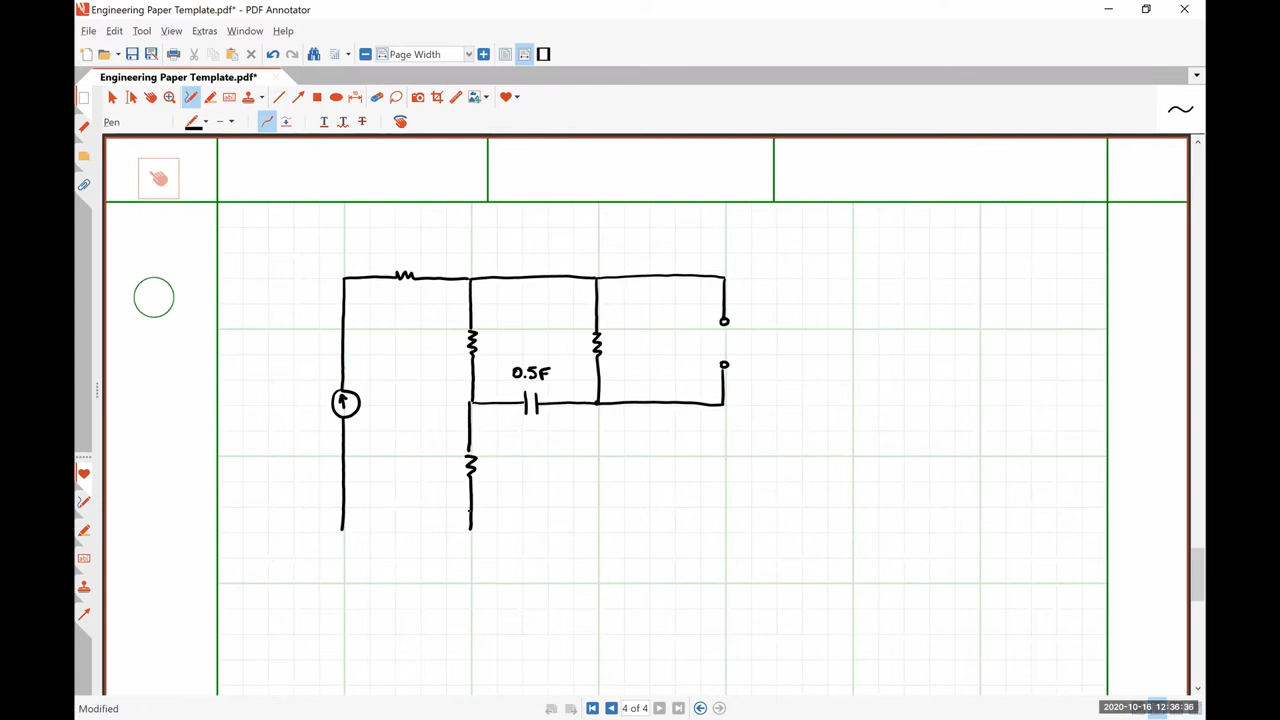 Engineering Paper Template.pdf* - PDF Annotator
File Edit Tool View Extras Window Help
Page Width
Engineering Paper Template.pdf*
Pen
0.5F
4 of 4
Modified
2020-10-16 12:36:36